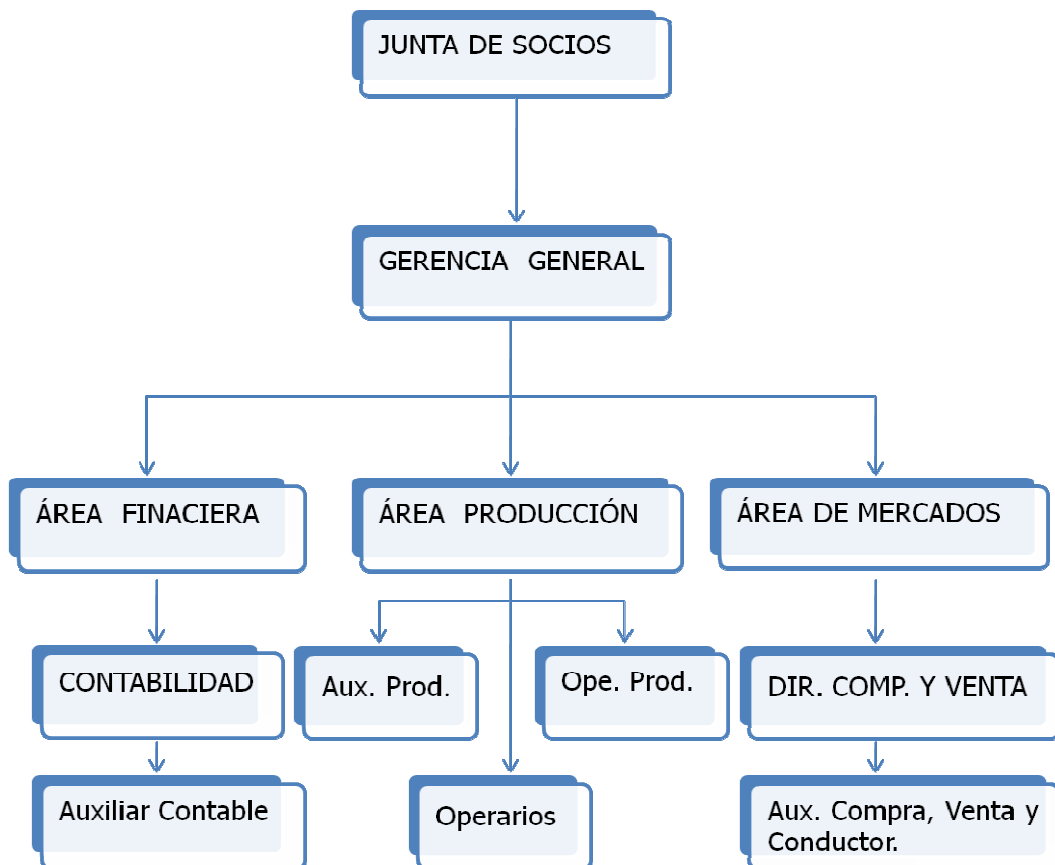 JUNTA DE SOCIOS
GERENCIA GENERAL
ÁREA FINACIERA
ÁREA PRODUCCIÓN
ÁREA DE MERCADOS
CONTABILIDAD
Aux. Prod.
Ope. Prod.
DIR. COMP. Y VENTA
Auxiliar Contable
Operarios
Aux. Compra, Venta y
Conductor.